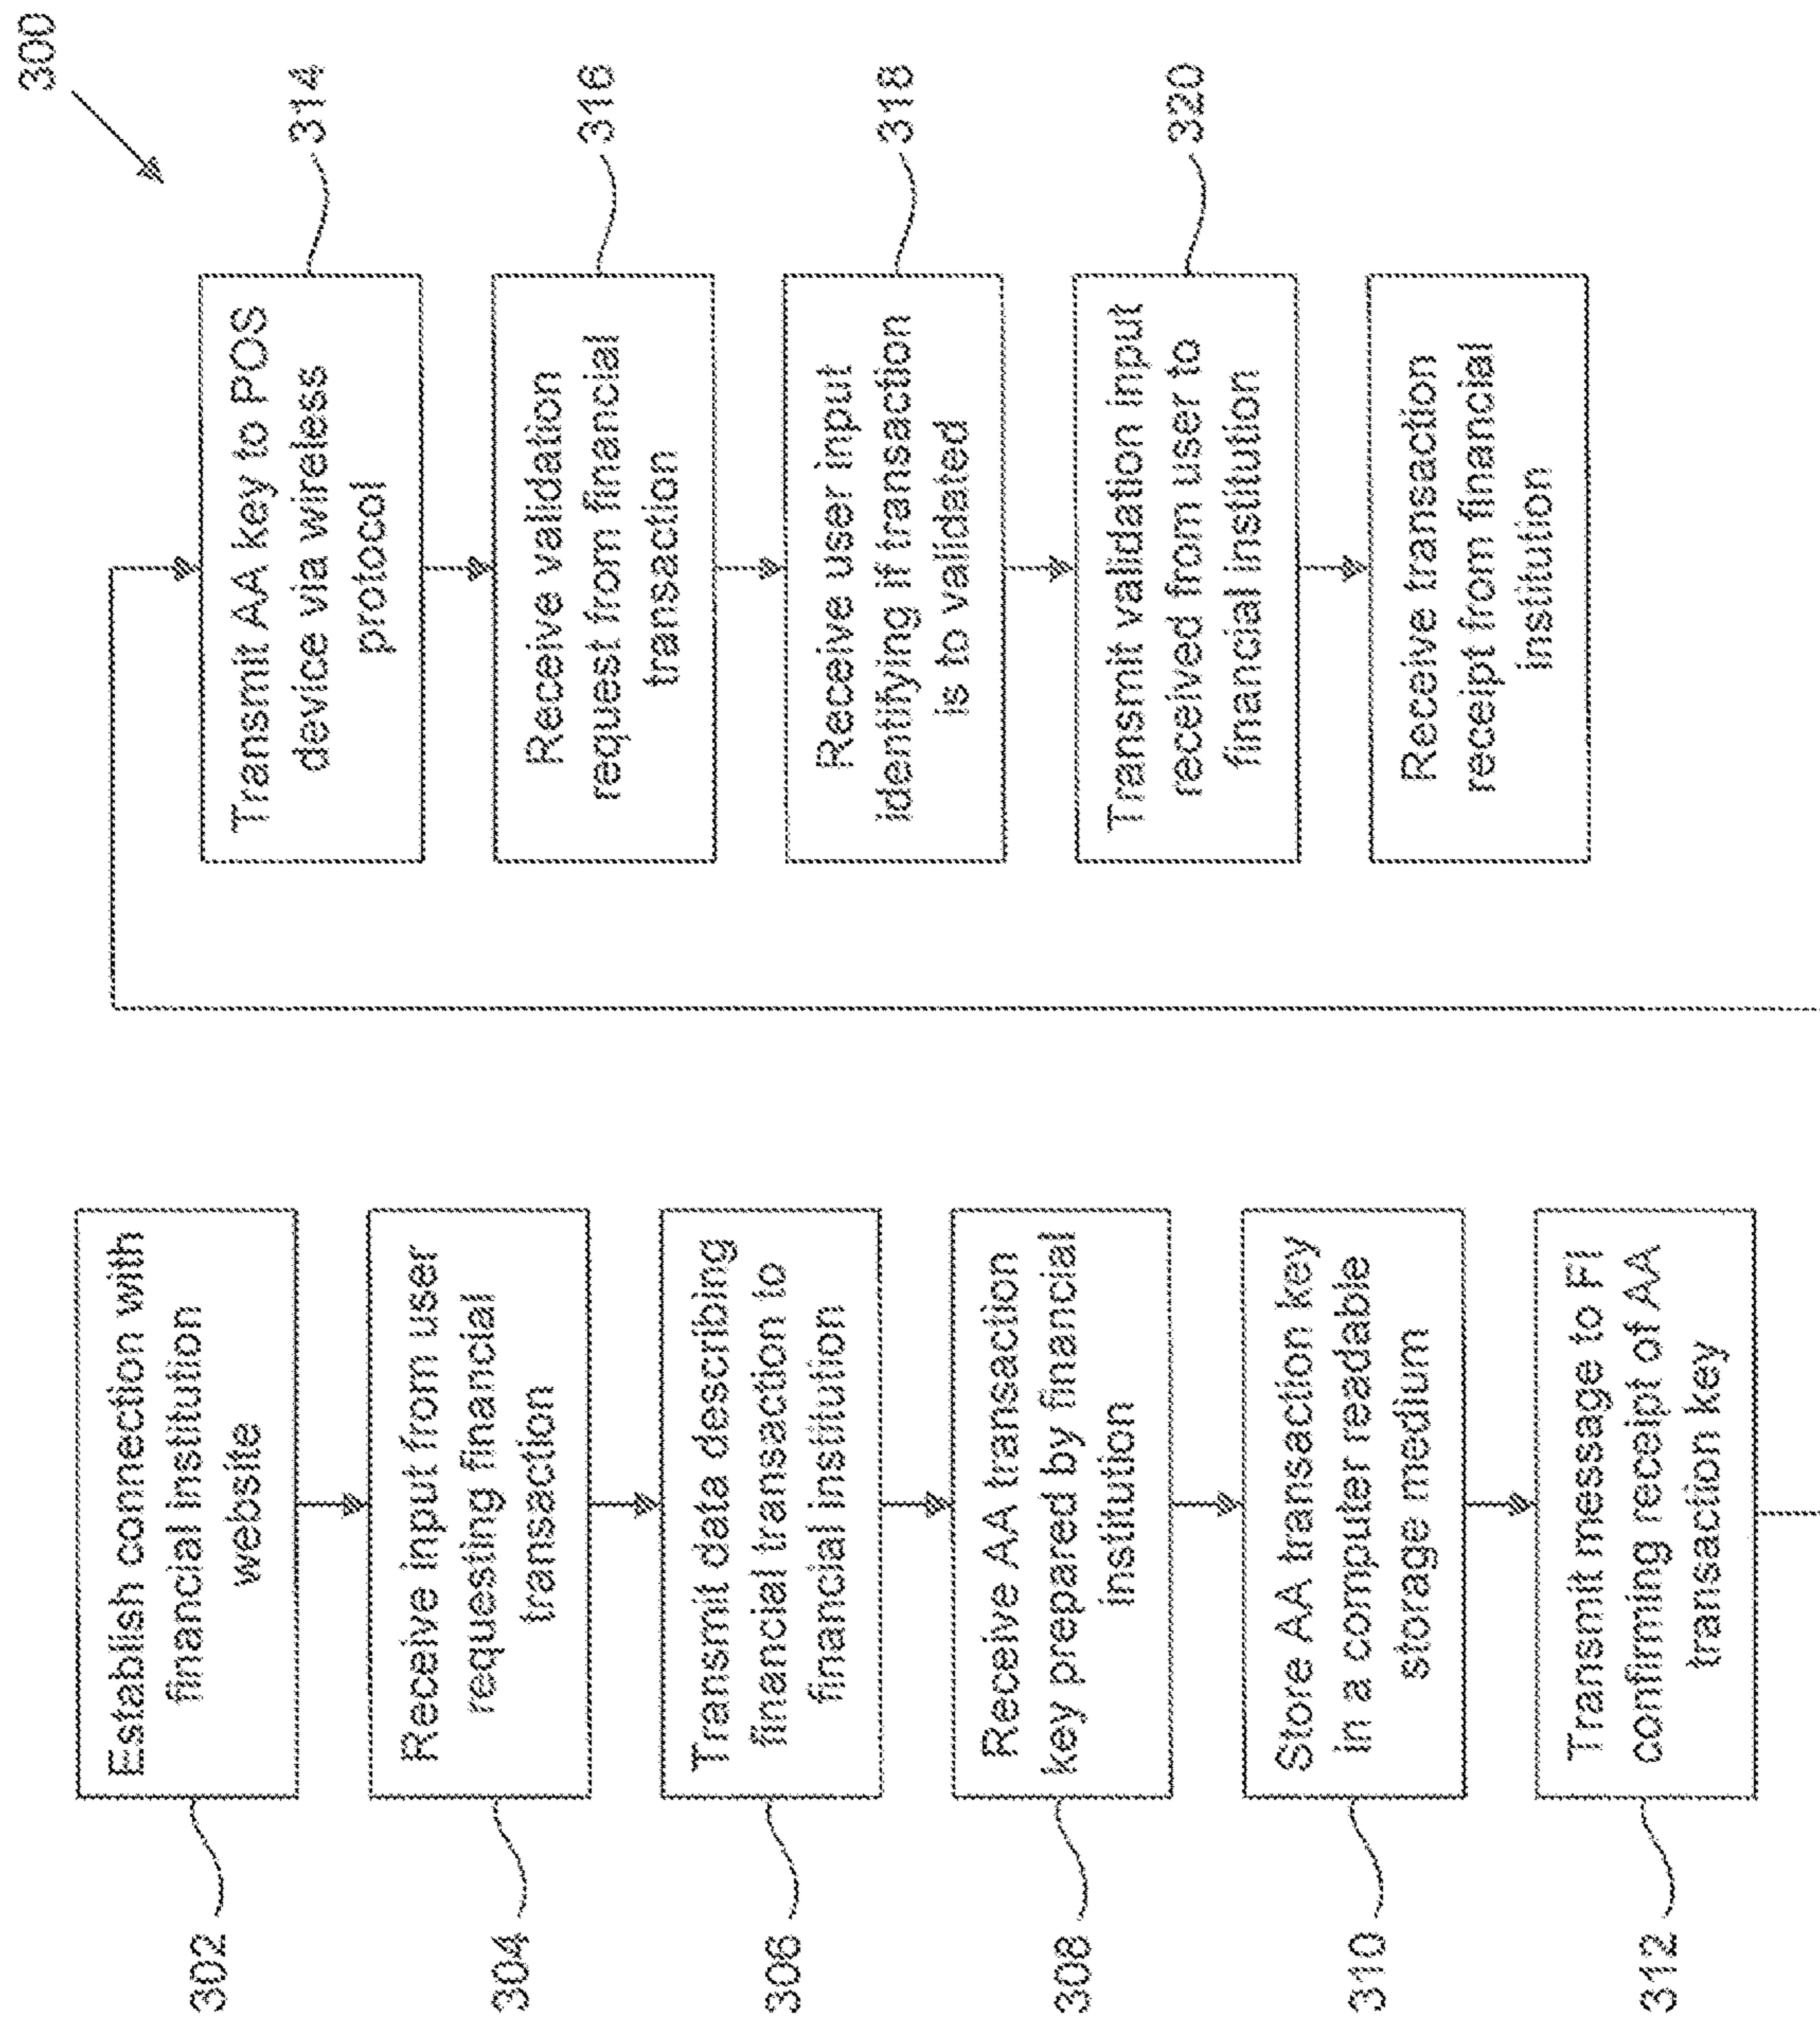 300
302
Establish connection with
financial institution
website
304
Receive input from user
requesting financial
transaction
306
Transmit data describing
financial transaction to
financial institution
308
Receive AA transaction
key prepared by financial
institution
310
Store AA transaction key
in a computer readable
storage medium
312
Transmit message to FI
confirming receipt of AA
transaction key
314
Transmit AA key to POS
device via wireless
protocol
316
Receive validation
request from financial
transaction
318
Receive user input
identifying if transaction
is to validated
320
Transmit validation input
received from user to
financial institution
Receive transaction
receipt from financial
institution